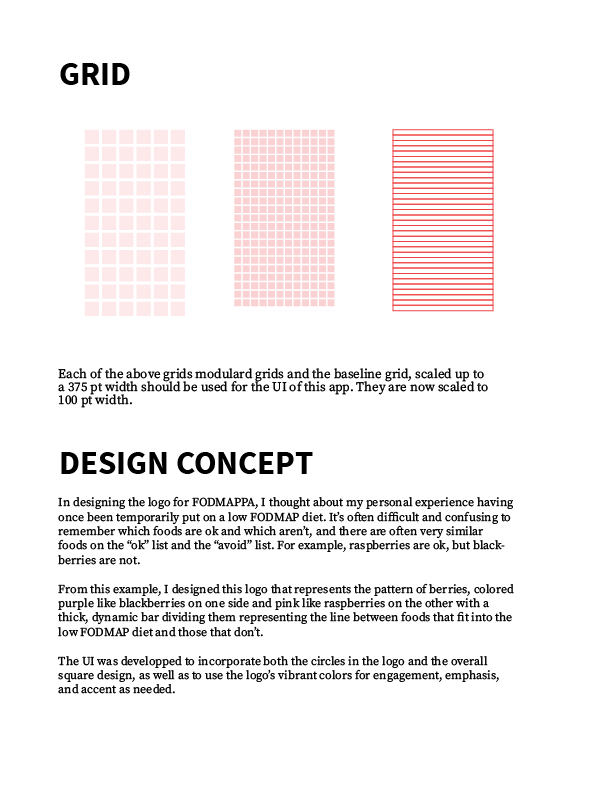 GRID
Each of the above grids modulard grids and the baseline grid, scaled up to
a 375 pt width should be used for the UI of this app. They are now scaled to
100 pt width.
DESIGN CONCEPT
In designing the logo for FODMAPPA, I thought about my personal experience having
once been temporarily put on a low FODMAP diet. It’s often difficult and confusing to
remember which foods are ok and which aren’t, and there are often very similar
foods on the “ok” list and the “avoid” list. For example, raspberries are ok, but black-
berries are not.
From this example, I designed this logo that represents the pattern of berries, colored
purple like blackberries on one side and pink like raspberries on the other with a
thick, dynamic bar dividing them representing the line between foods that fit into the
low FODMAP diet and those that don’t.
The UI was developped to incorporate both the circles in the logo and the overall
square design, as well as to use the logo’s vibrant colors for engagement, emphasis,
and accent as needed.